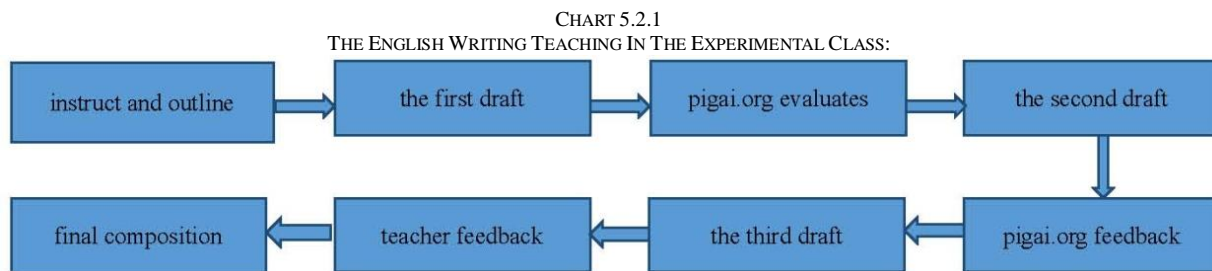 CHART 5.2.1
THE ENGLISH WRITING TEACHING IN THE EXPERIMENTAL CLASS:
instruct and outline
the first draft
pigai.org evaluates
the second draft
pigai.org feedback
the third draft
teacher feedback
final composition